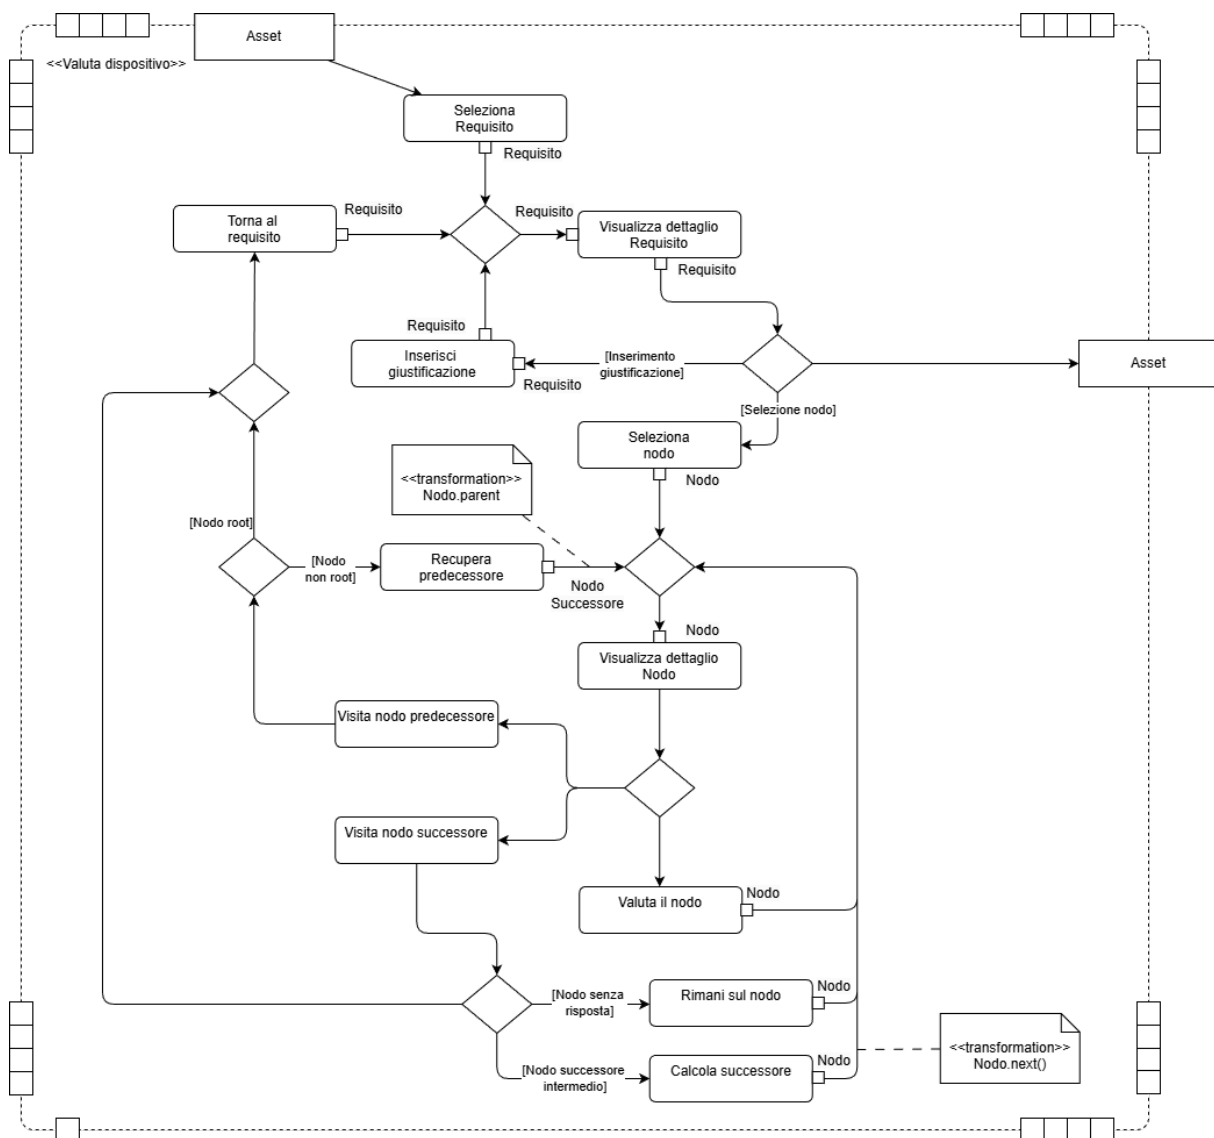 Asset
<<Valuta dispositivo>>
Seleziona
Requisito
Requisito
Torna al
requisito
Requisito
Requisito
Visualizza dettaglio
Requisito
Requisito
Requisito
Inserisci
giustificazione
Requisito
[Inserimento
giustificazione]
Asset
[Selezione nodo]
Seleziona
nodo
Nodo
<<transformation>>
Nodo.parent
[Nodo root]
[Nodo
non root]
Recupera
predecessore
Nodo
Successore
Nodo
Visualizza dettaglio
Nodo
Visita nodo predecessore
Visita nodo successore
Valuta il nodo
Nodo
[Nodo senza
risposta]
Rimani sul nodo
Nodo
[Nodo successore
intermedio]
Calcola successore
Nodo
<<transformation>>
Nodo.next()